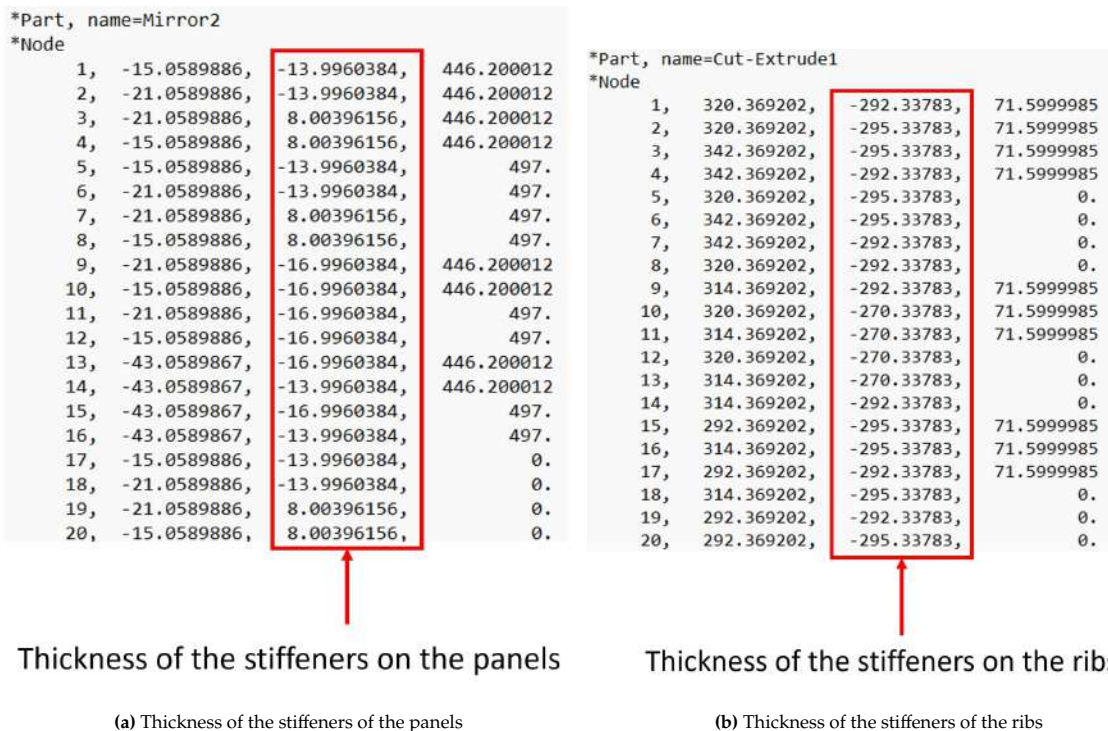 *Part, name=Mirror2
*Node
1, -15.0589886, -13.9960384, 446.200012
2, -21.0589886, -13.9960384, 446.200012
3, -21.0589886, 8.00396156, 446.200012
4, -15.0589886, 8.00396156, 446.200012
5, -15.0589886, -13.9960384, 497.
6, -21.0589886, -13.9960384, 497.
7, -21.0589886, 8.00396156, 497.
8, -15.0589886, 8.00396156, 497.
9, -21.0589886, -16.9960384, 446.200012
10, -15.0589886, -16.9960384, 446.200012
11, -21.0589886, -16.9960384, 497.
12, -15.0589886, -16.9960384, 497.
13, -43.0589867, -16.9960384, 446.200012
14, -43.0589867, -13.9960384, 446.200012
15, -43.0589867, -16.9960384, 497.
16, -43.0589867, -13.9960384, 497.
17, -15.0589886, -13.9960384, 0.
18, -21.0589886, -13.9960384, 0.
19, -21.0589886, 8.00396156, 0.
20, -15.0589886, 8.00396156, 0.
Thickness of the stiffeners on the panels
(a) Thickness of the stiffeners of the panels
*Part, name=Cut-Extrude1
*Node
1, 320.369202, -292.33783, 71.5999985
2, 320.369202, -295.33783, 71.5999985
3, 342.369202, -295.33783, 71.5999985
4, 342.369202, -292.33783, 71.5999985
5, 320.369202, -295.33783, 0.
6, 342.369202, -295.33783, 0.
7, 342.369202, -292.33783, 0.
8, 320.369202, -292.33783, 0.
9, 314.369202, -292.33783, 71.5999985
10, 320.369202, -270.33783, 71.5999985
11, 314.369202, -270.33783, 71.5999985
12, 320.369202, -270.33783, 0.
13, 314.369202, -270.33783, 0.
14, 314.369202, -292.33783, 0.
15, 292.369202, -295.33783, 71.5999985
16, 314.369202, -295.33783, 71.5999985
17, 292.369202, -292.33783, 71.5999985
18, 314.369202, -295.33783, 0.
19, 292.369202, -292.33783, 0.
20, 292.369202, -295.33783, 0.
Thickness of the stiffeners on the ribs
(b) Thickness of the stiffeners of the ribs